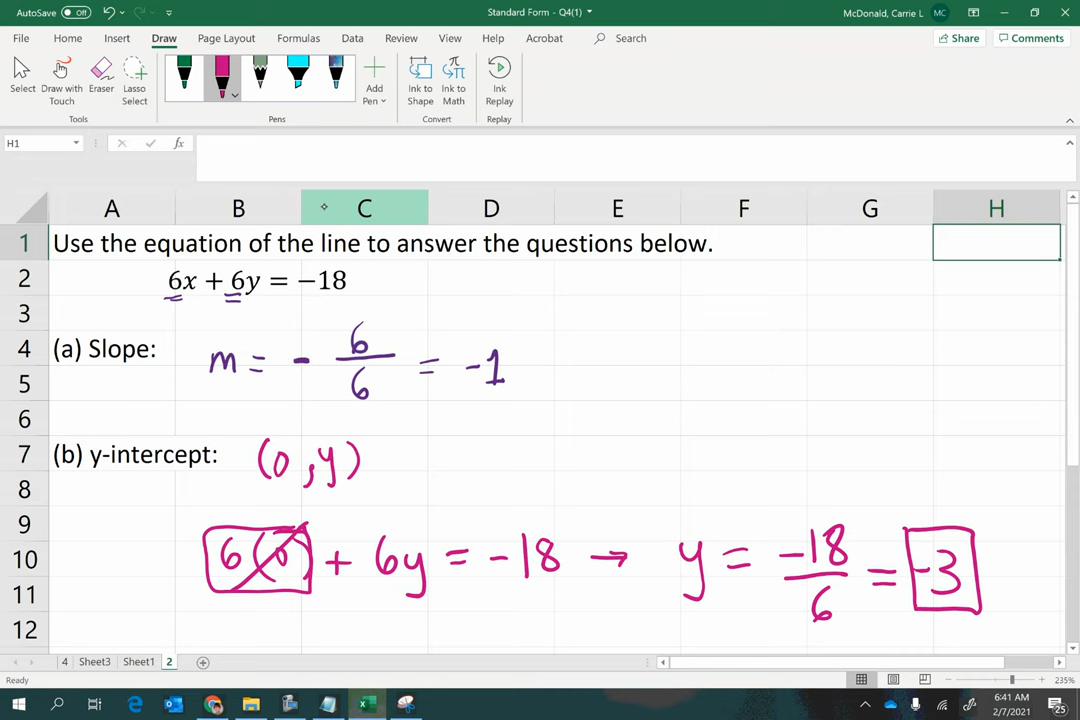 AutoSave Off
Standard Form - Q4(1)
McDonald, Carrie L MC
File Home Insert Draw Page Layout Formulas Data Review View Help Acrobat Search Share Comments
Select Draw with Touch Eraser Lasso Select Add Pen Ink to Shape Ink to Math Ink Replay
Tools Pens Convert Replay
H1 fx
A B C D E F G H
1 Use the equation of the line to answer the questions below.
2 6x + 6y = −18
3
4 (a) Slope: m = - 6/6 = -1
5
6
7 (b) y-intercept: (0, y)
8
9
10 6(0) + 6y = -18 → y = -18/6 = -3
11
12
4 Sheet3 Sheet1 2
Ready 235%
6:41 AM
2/7/2021
25